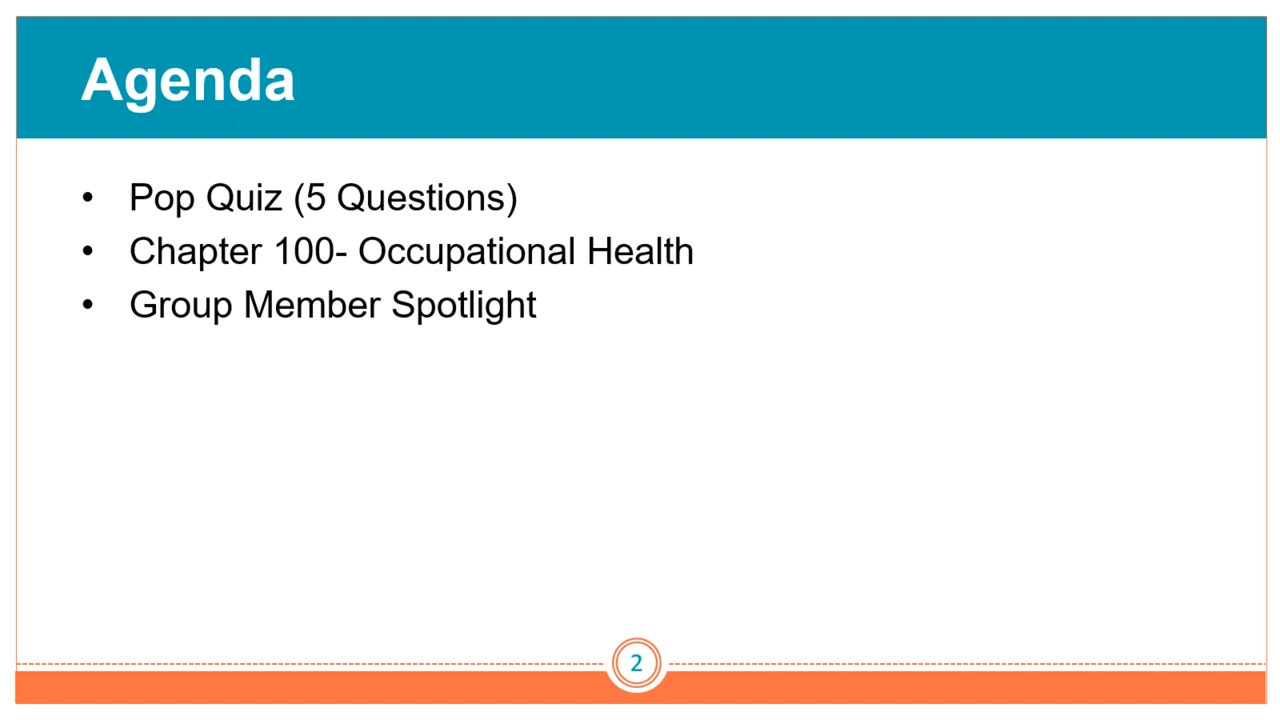 Agenda
• Pop Quiz (5 Questions)
• Chapter 100- Occupational Health
• Group Member Spotlight
2